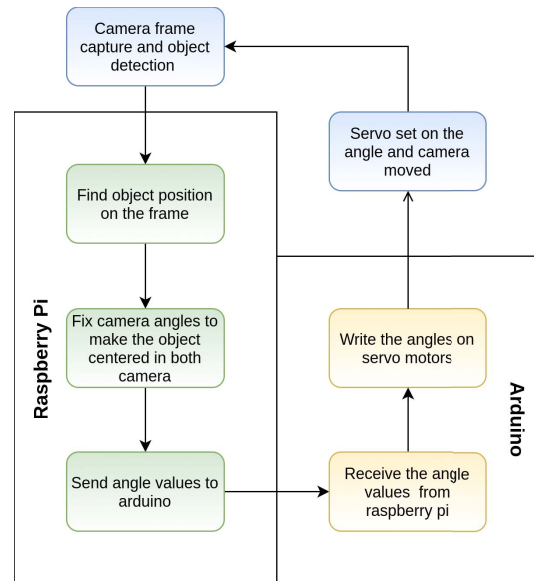 Camera frame
capture and object
detection
Servo set on the
angle and camera
moved
Find object position
on the frame
Raspberry Pi
Fix camera angles to
make the object
centered in both
camera
Write the angles on
servo motors
Arduino
Send angle values to
arduino
Receive the angle
values from
raspberry pi